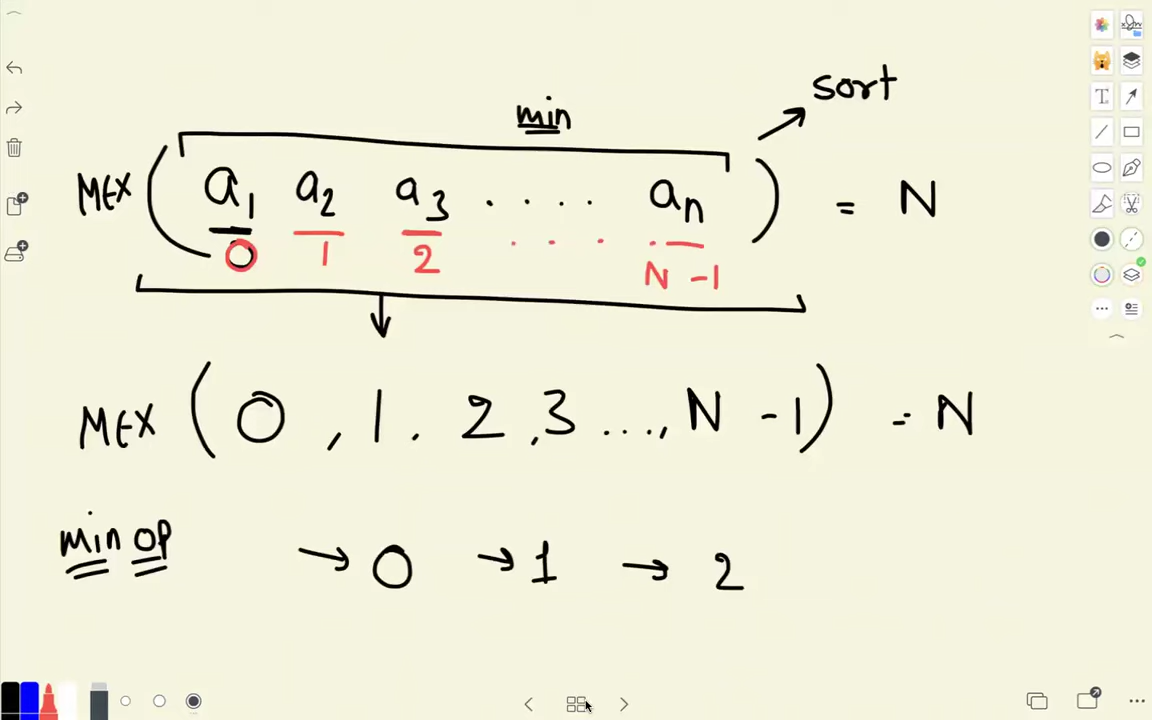 sort
min
MEX ( a1 a2 a3 . . . . an ) = N
0 1 2 . . . . N -1
MEX ( 0 , 1 . 2 , 3 ..., N -1 ) = N
min op → 0 → 1 → 2